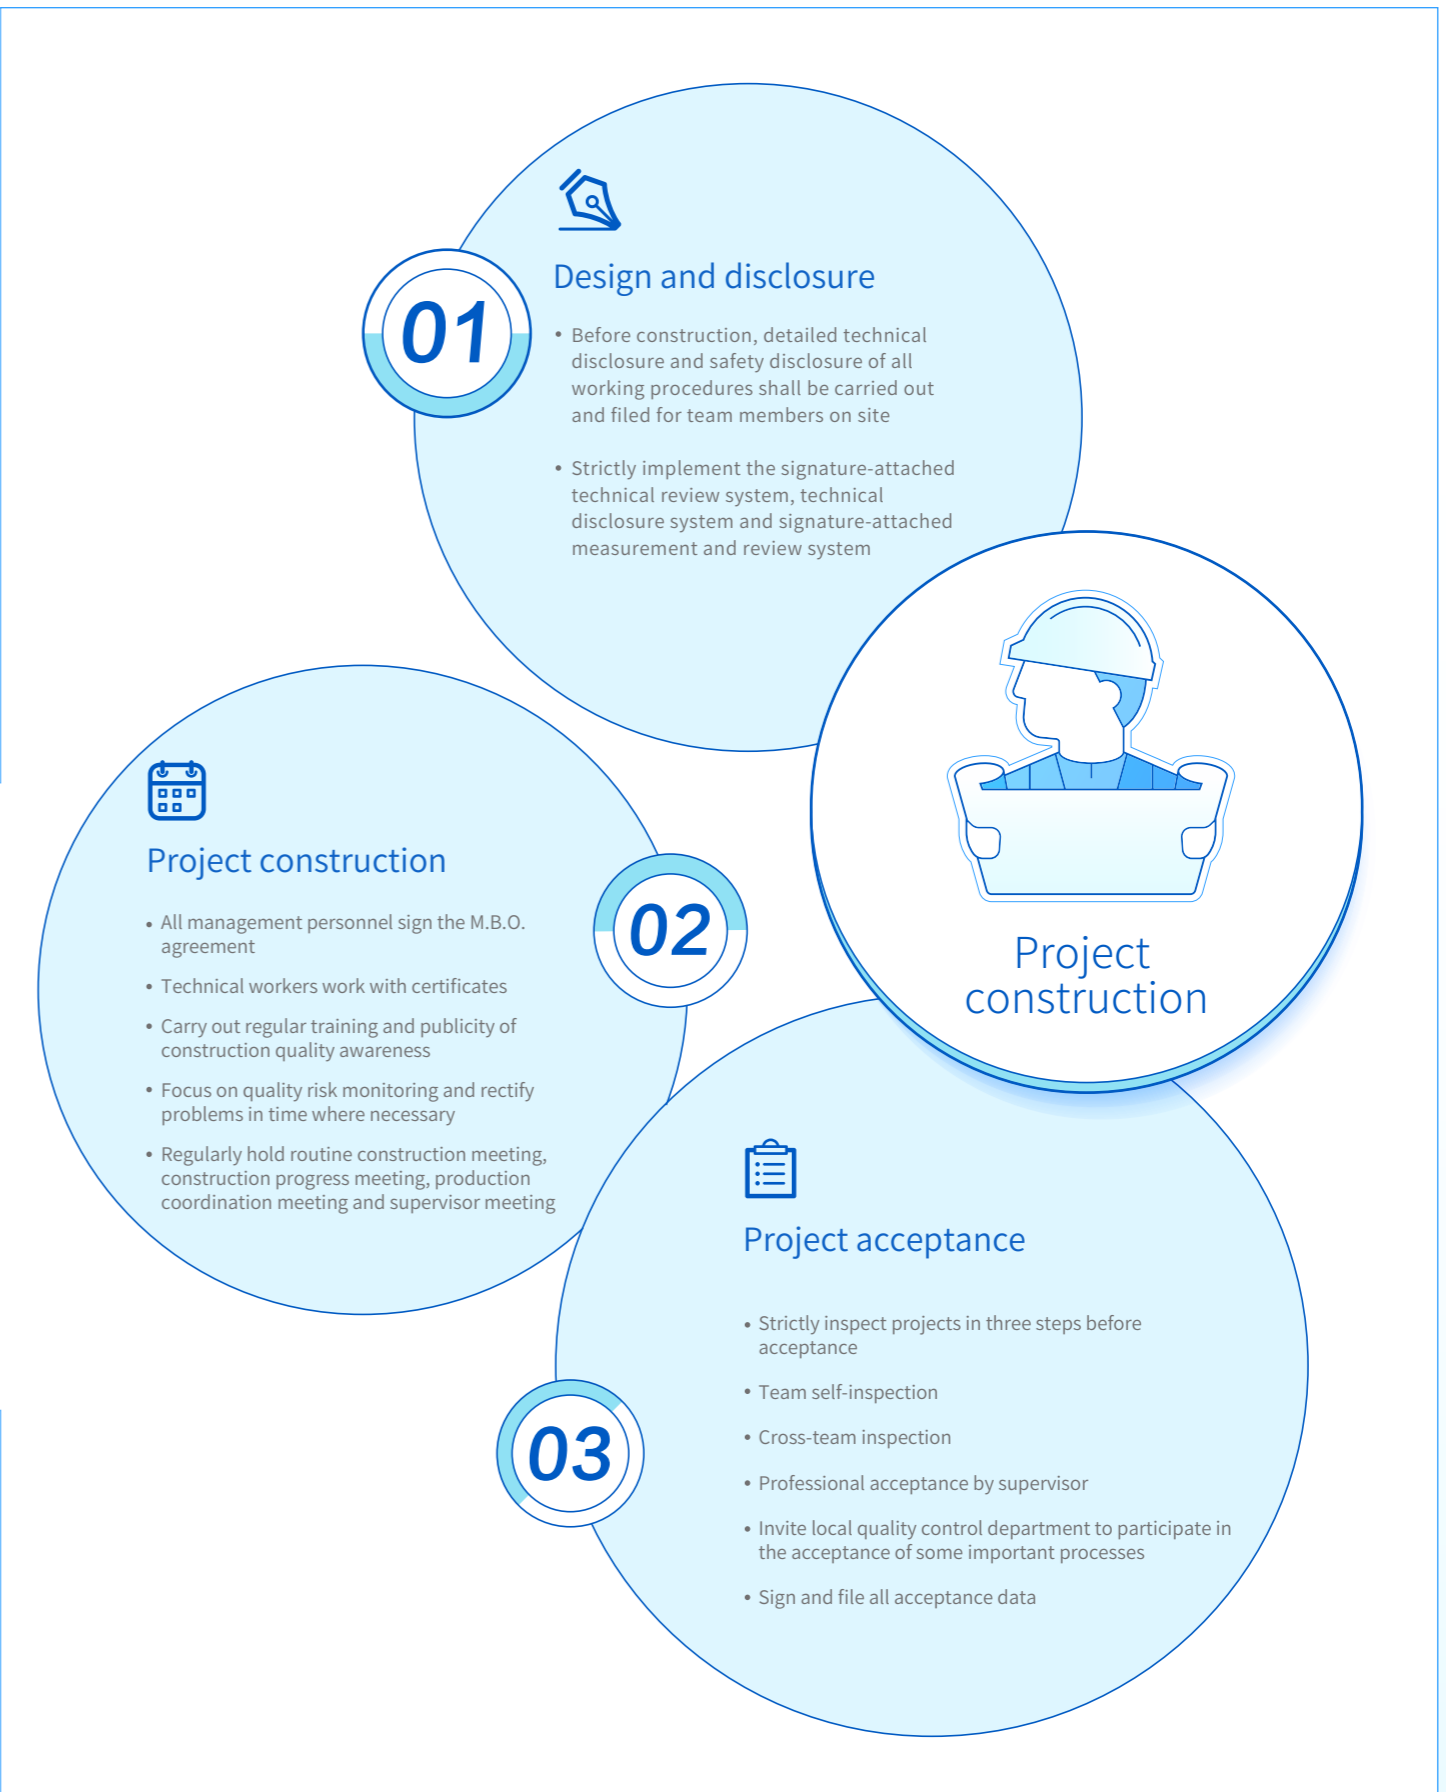 01
Design and disclosure
• Before construction, detailed technical
disclosure and safety disclosure of all
working procedures shall be carried out
and filed for team members on site
• Strictly implement the signature-attached
technical review system, technical
disclosure system and signature-attached
measurement and review system
Project
construction
02
Project construction
• All management personnel sign the M.B.O.
agreement
• Technical workers work with certificates
• Carry out regular training and publicity of
construction quality awareness
• Focus on quality risk monitoring and rectify
problems in time where necessary
• Regularly hold routine construction meeting,
construction progress meeting, production
coordination meeting and supervisor meeting
03
Project acceptance
• Strictly inspect projects in three steps before
acceptance
• Team self-inspection
• Cross-team inspection
• Professional acceptance by supervisor
• Invite local quality control department to participate in
the acceptance of some important processes
• Sign and file all acceptance data